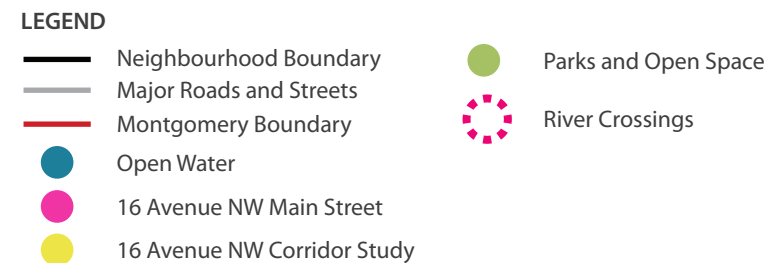 LEGEND
Neighbourhood Boundary
Major Roads and Streets
Montgomery Boundary
Open Water
16 Avenue NW Main Street
16 Avenue NW Corridor Study
Parks and Open Space
River Crossings